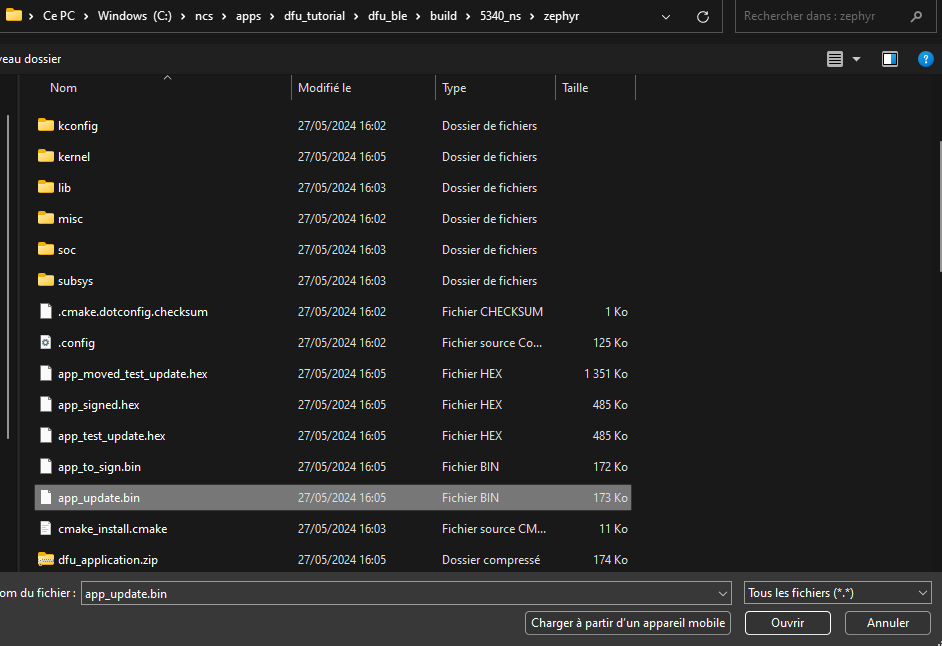 Ce PC > Windows (C:) > ncs > apps > dfu_tutorial > dfu_ble > build > 5340_ns > zephyr
Rechercher dans : zephyr
veau dossier
?
Nom Modifié le Type Taille
kconfig 27/05/2024 16:02 Dossier de fichiers
kernel 27/05/2024 16:05 Dossier de fichiers
lib 27/05/2024 16:03 Dossier de fichiers
misc 27/05/2024 16:02 Dossier de fichiers
soc 27/05/2024 16:03 Dossier de fichiers
subsys 27/05/2024 16:03 Dossier de fichiers
.cmake.dotconfig.checksum 27/05/2024 16:02 Fichier CHECKSUM 1 Ko
.config 27/05/2024 16:02 Fichier source Co... 125 Ko
app_moved_test_update.hex 27/05/2024 16:05 Fichier HEX 1 351 Ko
app_signed.hex 27/05/2024 16:05 Fichier HEX 485 Ko
app_test_update.hex 27/05/2024 16:05 Fichier HEX 485 Ko
app_to_sign.bin 27/05/2024 16:05 Fichier BIN 172 Ko
app_update.bin 27/05/2024 16:05 Fichier BIN 173 Ko
cmake_install.cmake 27/05/2024 16:03 Fichier source CM... 11 Ko
dfu_application.zip 27/05/2024 16:05 Dossier compressé 174 Ko
om du fichier : app_update.bin Tous les fichiers (*.*)
Charger à partir d'un appareil mobile Ouvrir Annuler